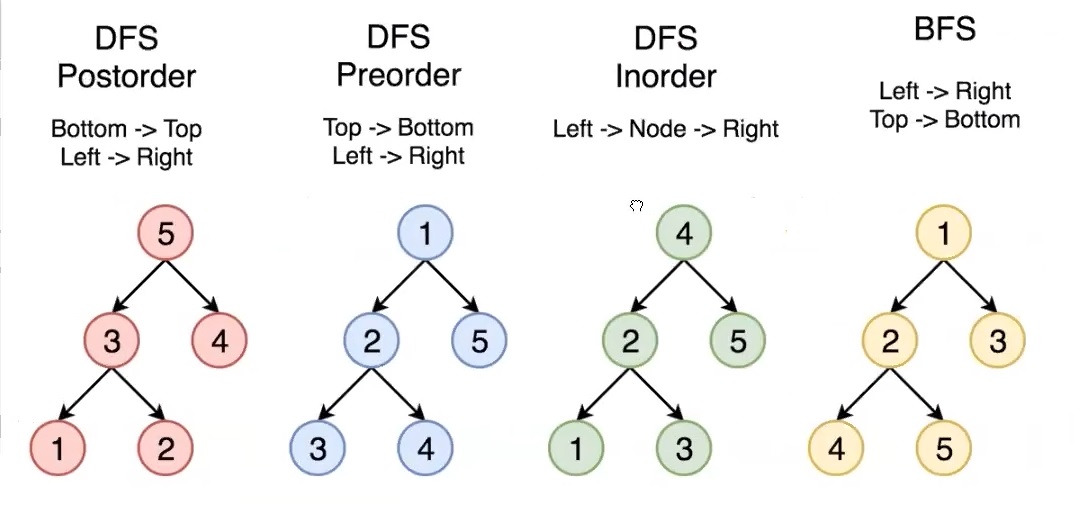 DFS
Postorder
Bottom -> Top
Left -> Right
5
3
4
1
2
DFS
Preorder
Top -> Bottom
Left -> Right
1
2
5
3
4
DFS
Inorder
Left -> Node -> Right
4
2
5
1
3
BFS
Left -> Right
Top -> Bottom
1
2
3
4
5